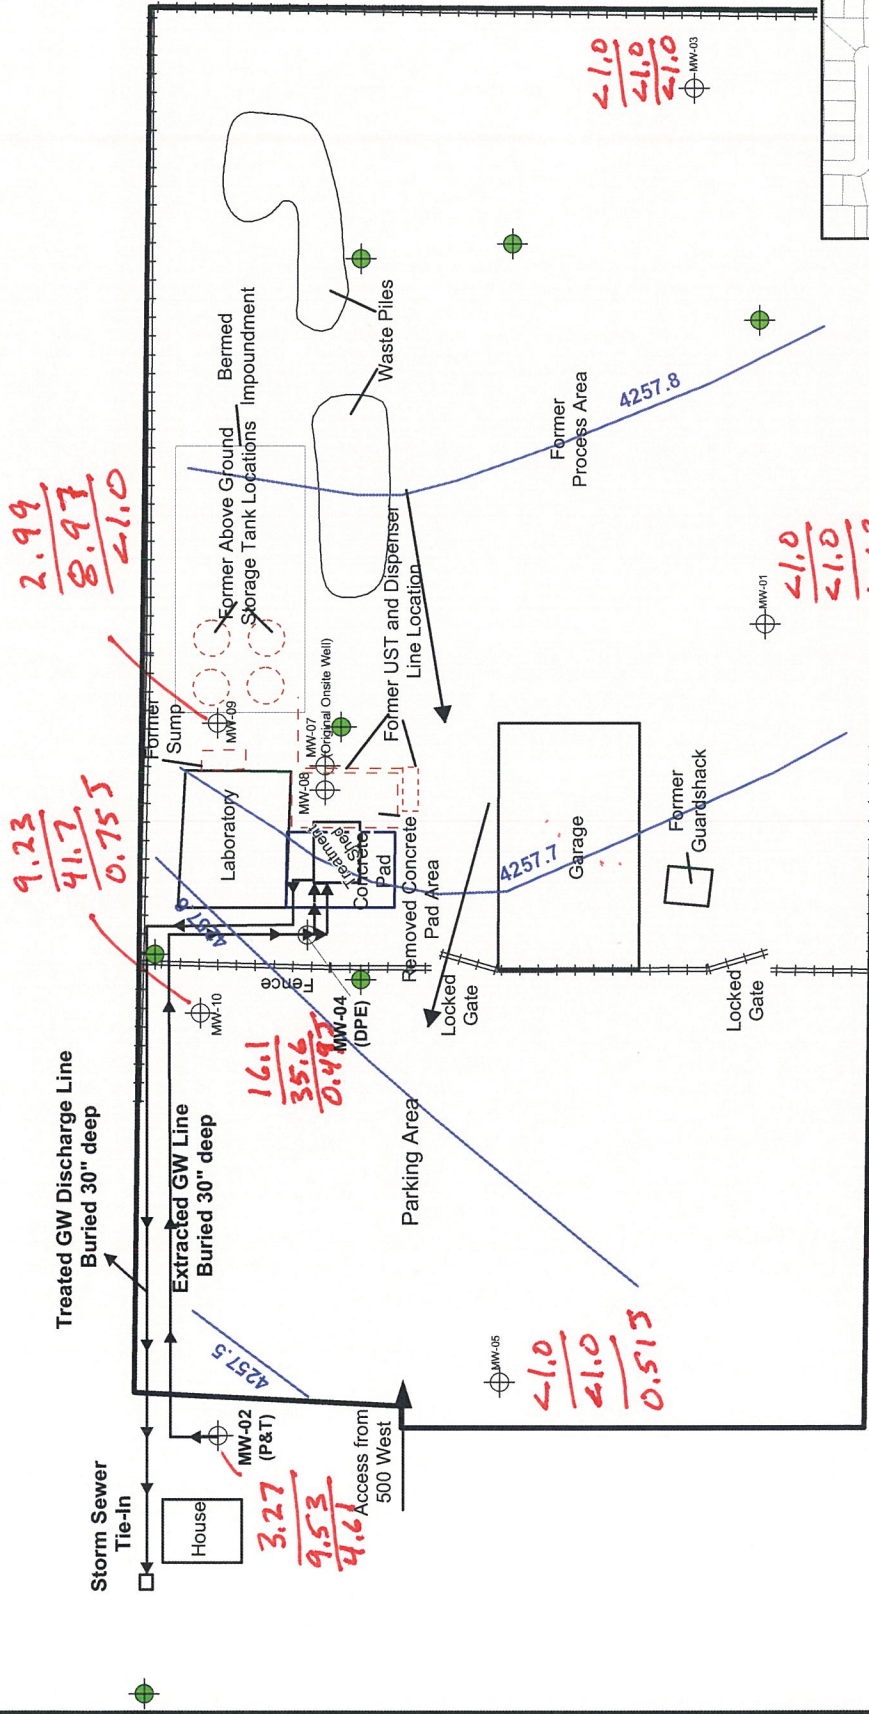 Storm Sewer
Tie-In
House
MW-02
(P&T)
3.27
9.53
4.61
Access from
500 West
4257.5
Treated GW Discharge Line
Buried 30" deep
Extracted GW Line
Buried 30" deep
MW-05
<1.0
<1.0
0.51J
Parking Area
9.23
41.7
0.75J
MW-10
16.1
35.6
MW-04
(DPE)
Fence
4257.6
Locked
Gate
Locked
Gate
Laboratory
Treatment
Shed
Concrete
Pad
Removed Concrete
Pad Area
4257.7
Garage
Former
Guardshack
2.99
8.97
<1.0
Former
Sump
MW-09
MW-08
MW-07
(Original Onsite Well)
Former UST and Dispenser
Line Location
Former Above Ground
Storage Tank Locations
Bermed
Impoundment
Waste Piles
Former
Process Area
4257.8
MW-01
<1.0
<1.0
MW-03
<1.0
<1.0
<1.0